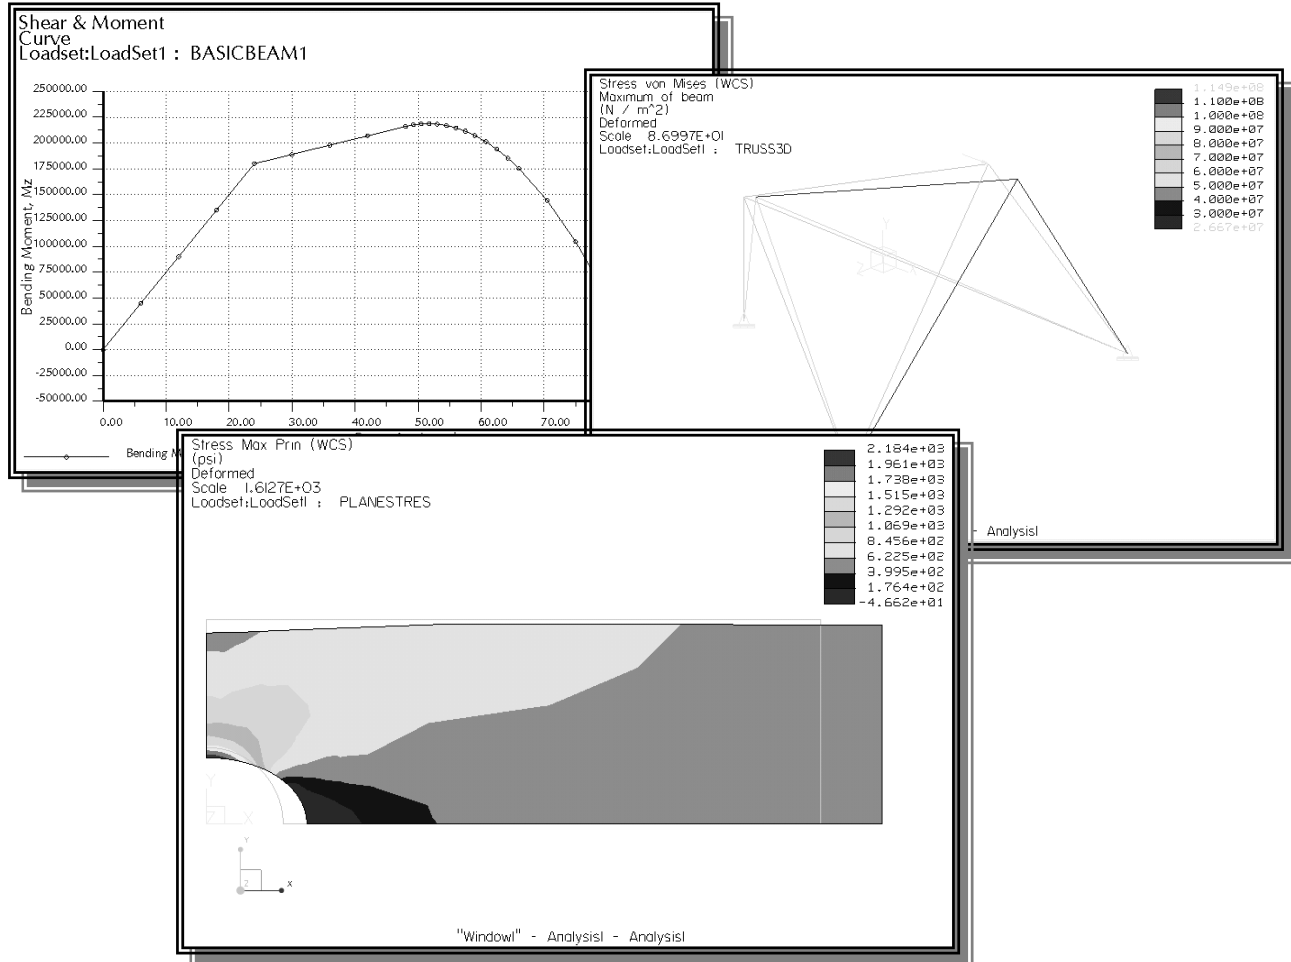 Shear & Moment
Curve
Loadset:LoadSet1 : BASICBEAM1
250000.00
225000.00
200000.00
175000.00
150000.00
125000.00
100000.00
75000.00
50000.00
25000.00
0.00
-25000.00
-50000.00
Bending Moment, Mz
0.00 10.00 20.00 30.00 40.00 50.00 60.00 70.00
Bending M
Stress von Mises (WCS)
Maximum of beam
(N / m^2)
Deformed
Scale 8.6997E+01
Loadset:LoadSet1 : TRUSS3D
1.149e+08
1.100e+08
1.000e+08
9.000e+07
8.000e+07
7.000e+07
6.000e+07
5.000e+07
4.000e+07
3.000e+07
2.667e+07
Y
Z
- Analysis1
Stress Max Prin (WCS)
(psi)
Deformed
Scale 1.6127E+03
Loadset:LoadSet1 : PLANESTRES
2.184e+03
1.961e+03
1.738e+03
1.515e+03
1.292e+03
1.069e+03
8.456e+02
6.225e+02
3.995e+02
1.764e+02
-4.662e+01
Y
Z X
Y
Z X
"Window1" - Analysis1 - Analysis1